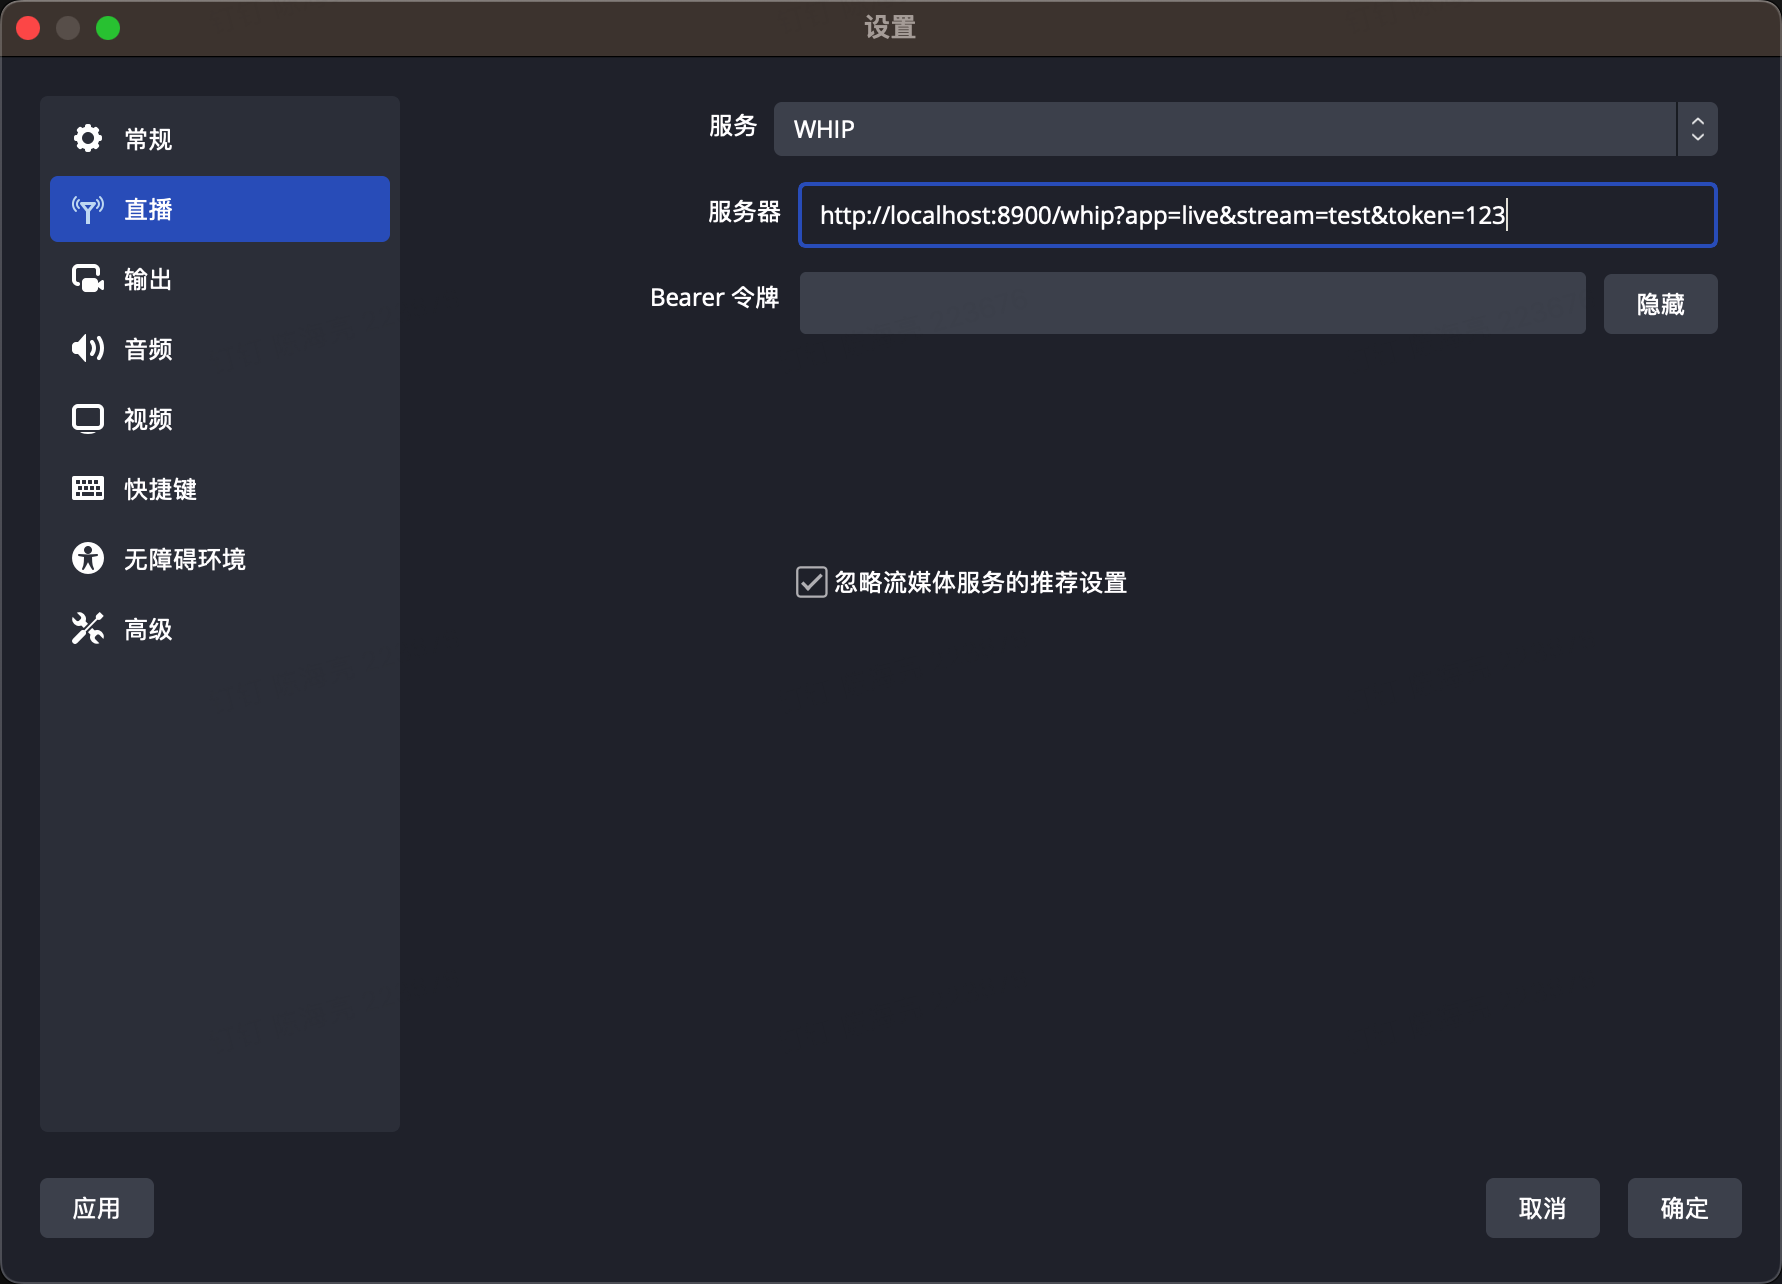 设置
常规
直播
输出
音频
视频
快捷键
无障碍环境
高级
服务 WHIP
服务器 http://localhost:8900/whip?app=live&stream=test&token=123
Bearer 令牌 隐藏
忽略流媒体服务的推荐设置
应用 取消 确定